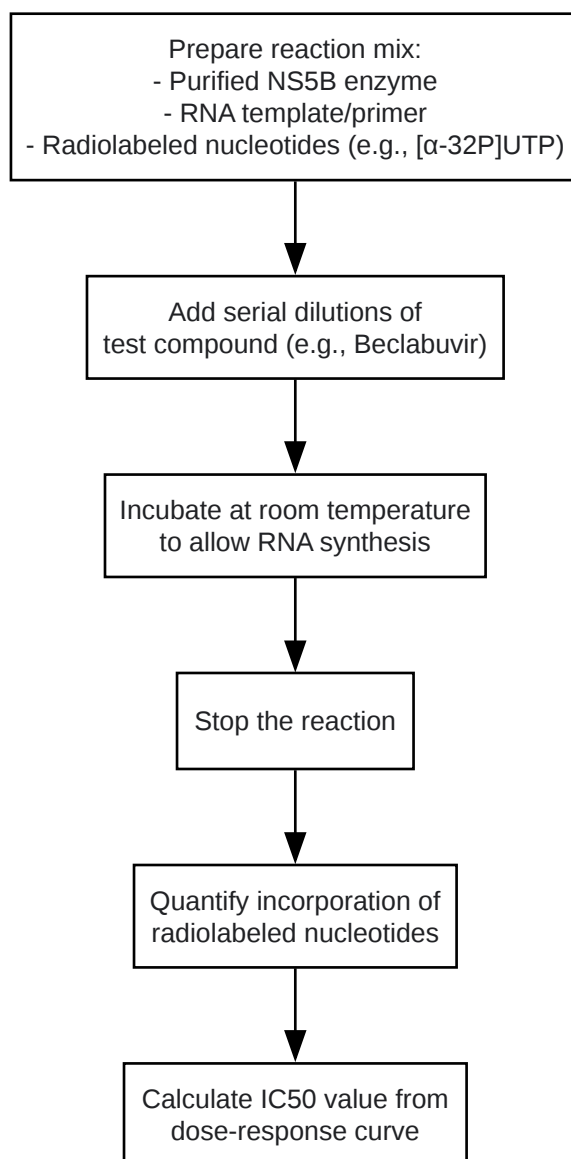 Prepare reaction mix:
- Purified NS5B enzyme
- RNA template/primer
- Radiolabeled nucleotides (e.g., [α-32P]UTP)
Add serial dilutions of
test compound (e.g., Beclabuvir)
Incubate at room temperature
to allow RNA synthesis
Stop the reaction
Quantify incorporation of
radiolabeled nucleotides
Calculate IC50 value from
dose-response curve